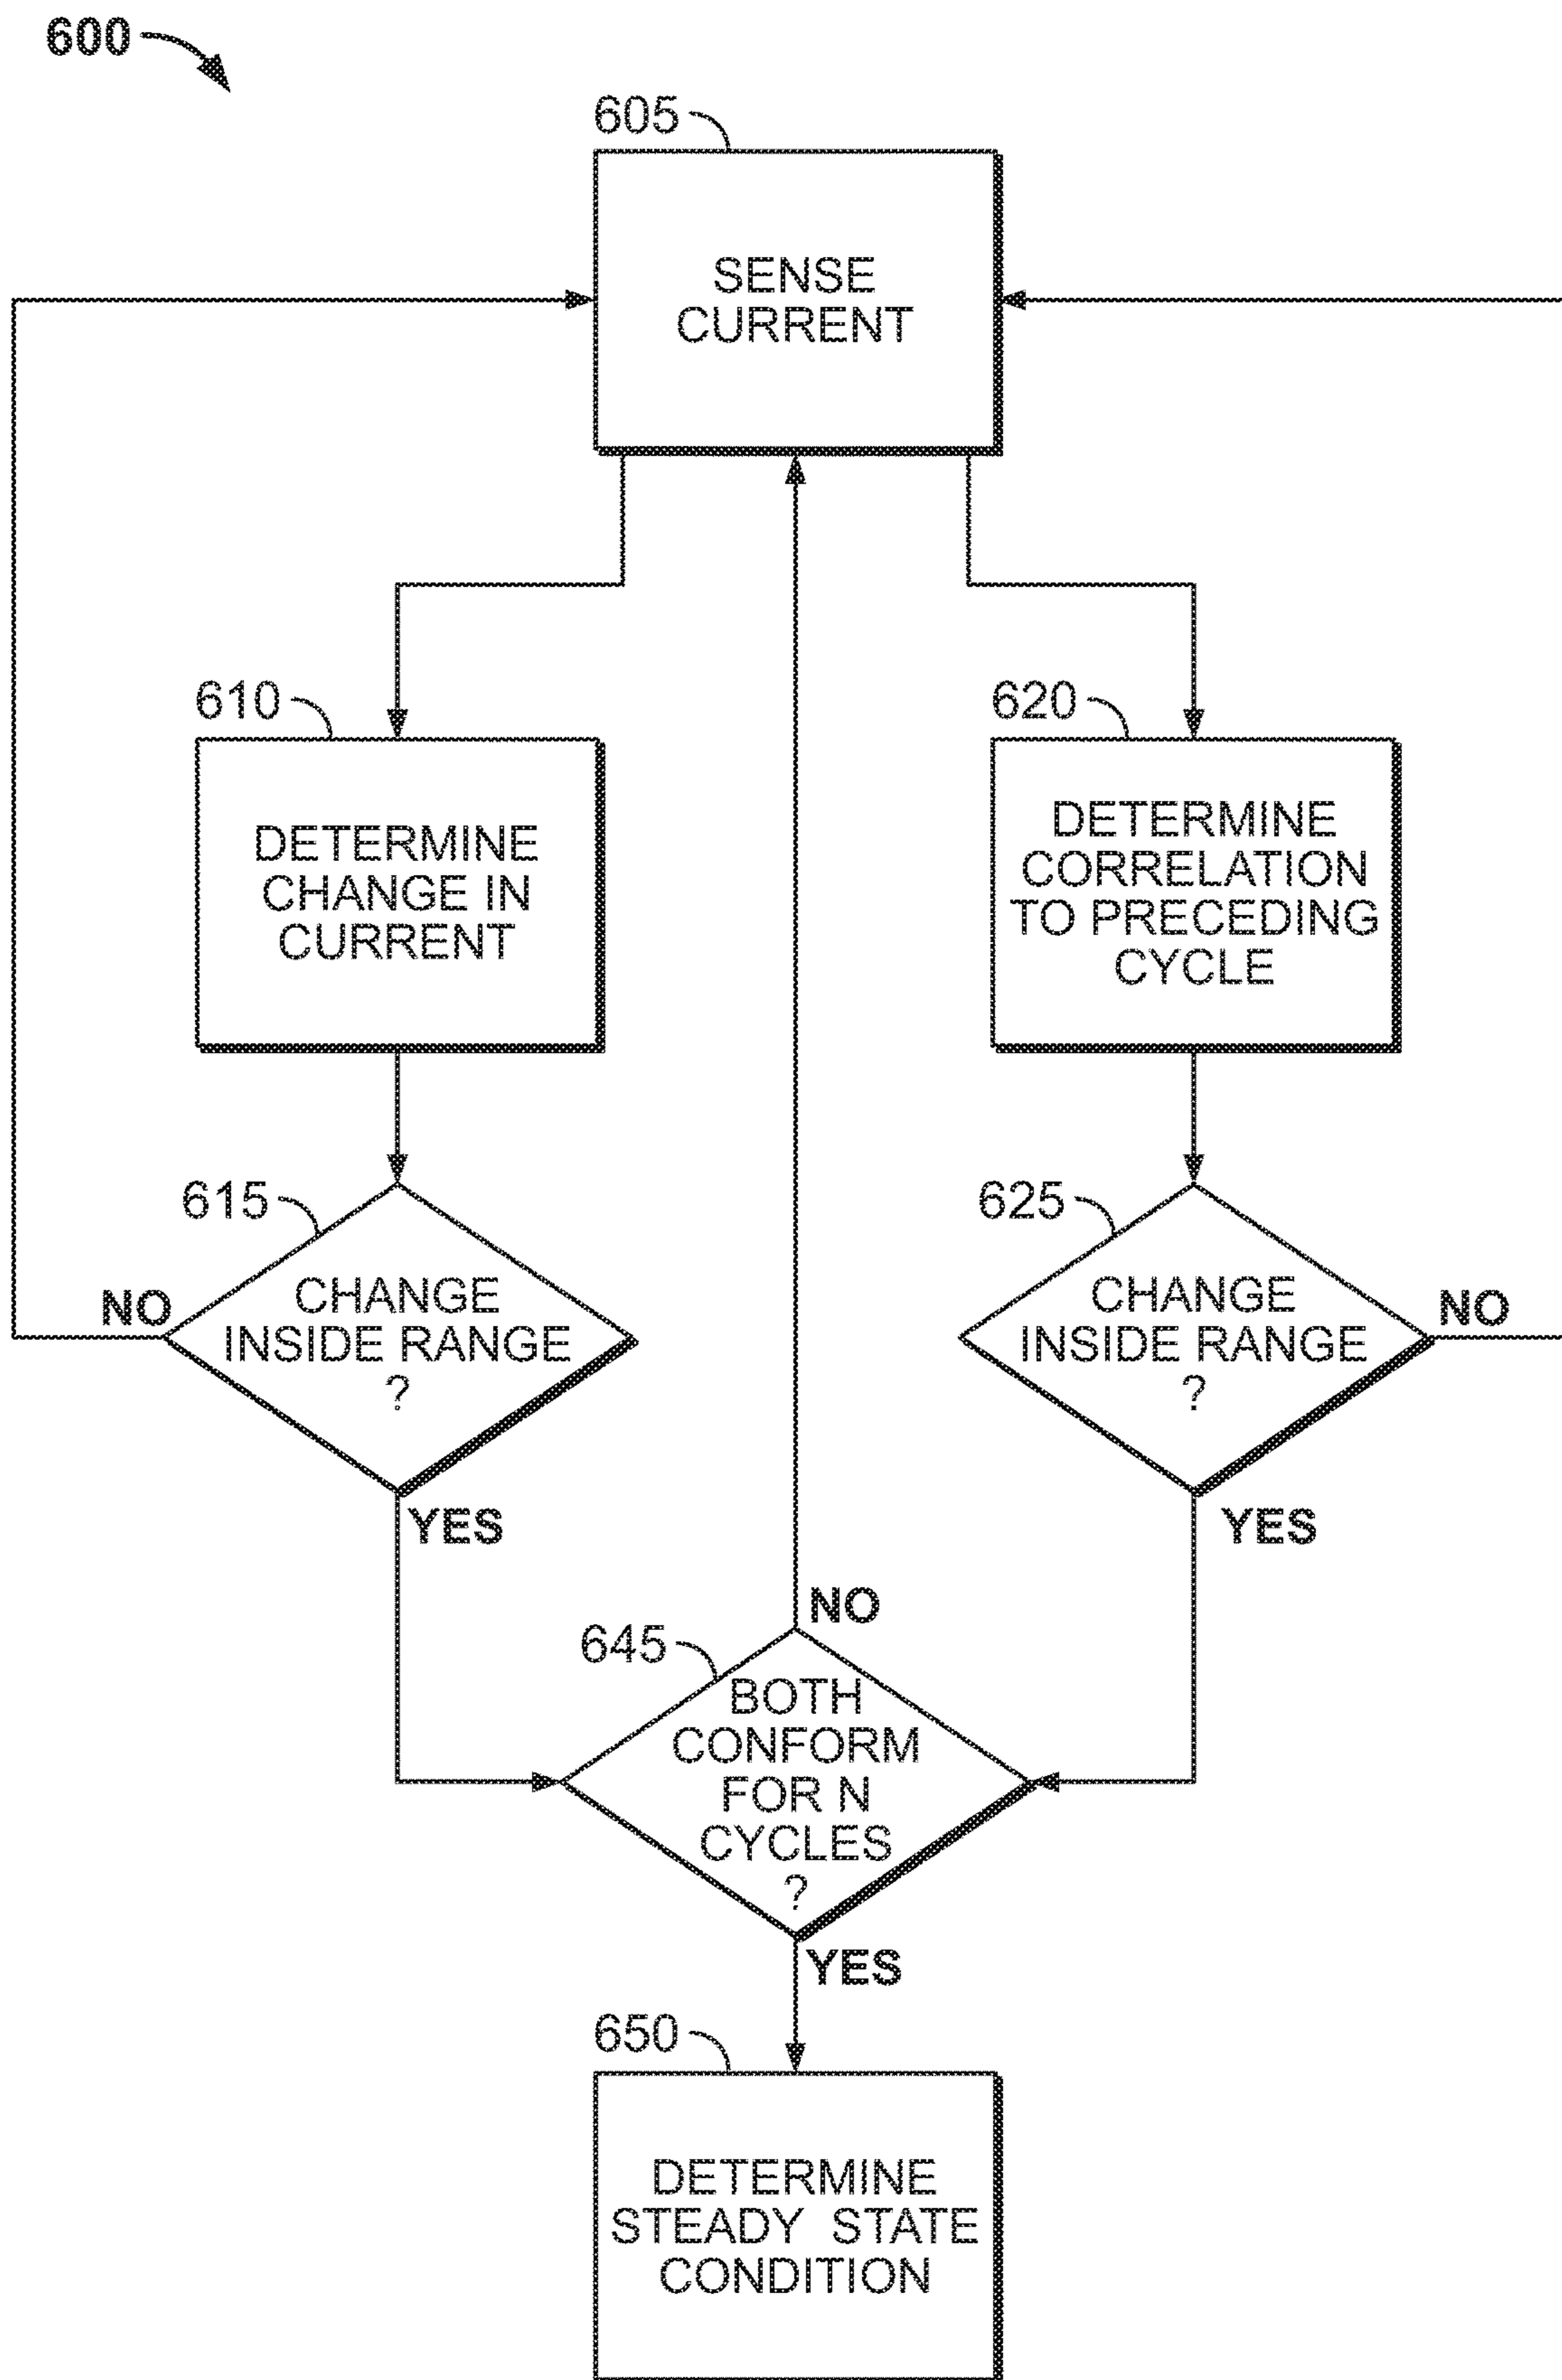 600
605
SENSE
CURRENT
610
DETERMINE
CHANGE IN
CURRENT
620
DETERMINE
CORRELATION
TO PRECEDING
CYCLE
615
CHANGE
INSIDE RANGE
?
NO
YES
625
CHANGE
INSIDE RANGE
?
NO
YES
645
BOTH
CONFORM
FOR N
CYCLES
?
NO
YES
650
DETERMINE
STEADY STATE
CONDITION